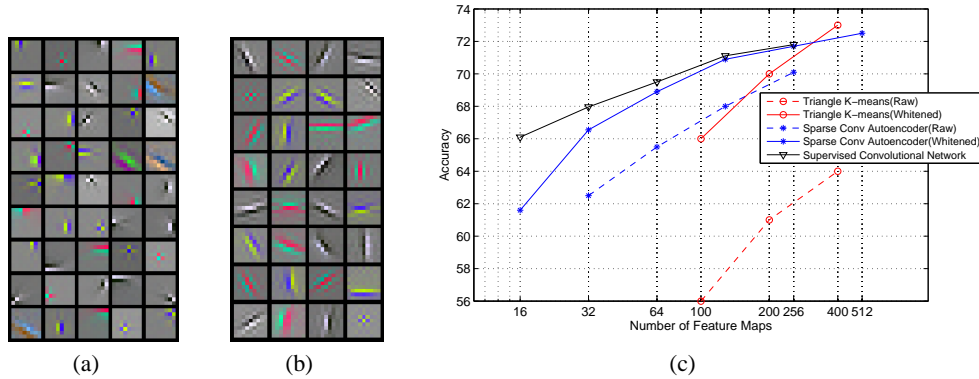 74
72
70
68
66
64
62
60
58
56
Accuracy
Triangle K−means(Raw)
Triangle K−means(Whitened)
Sparse Conv Autoencoder(Raw)
Sparse Conv Autoencoder(Whitened)
Supervised Convolutional Network
16 32 64 100 200 256 400 512
Number of Feature Maps
(a) (b) (c)